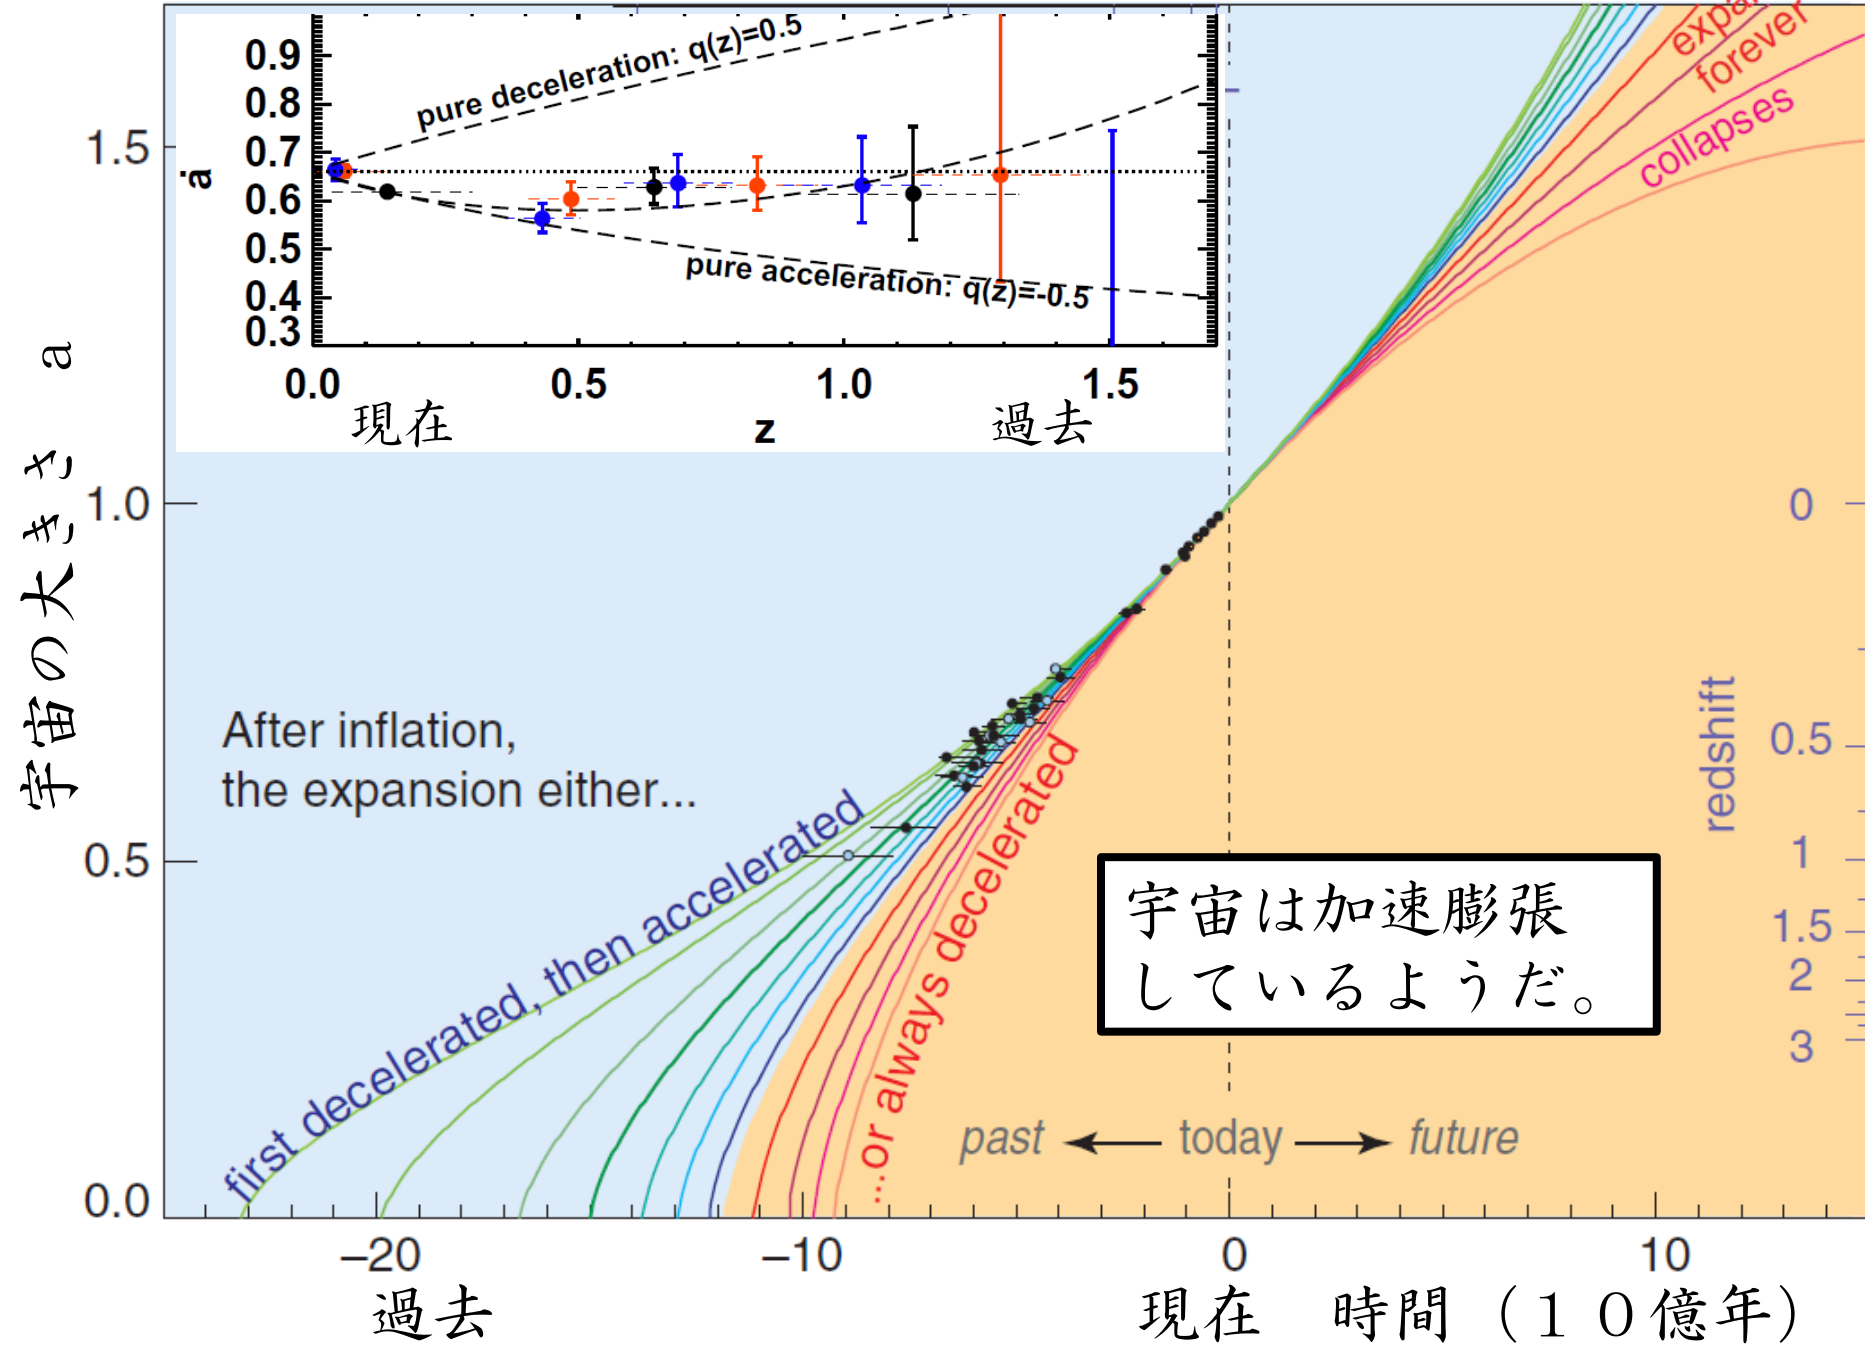 0.9
0.8
0.7
0.6
0.5
0.4
0.3
ȧ
pure deceleration: q(z)=0.5
pure acceleration: q(z)=-0.5
0.0
0.5
1.0
1.5
現在
z
過去
forever
collapses
1.5
1.0
0.5
0.0
宇宙の大きさ a
After inflation,
the expansion either...
first decelerated, then accelerated
...or always decelerated
宇宙は加速膨張
しているようだ。
redshift
0
0.5
1
1.5
2
3
past
today
future
–20
–10
0
10
過去
現在 時間（１０億年）